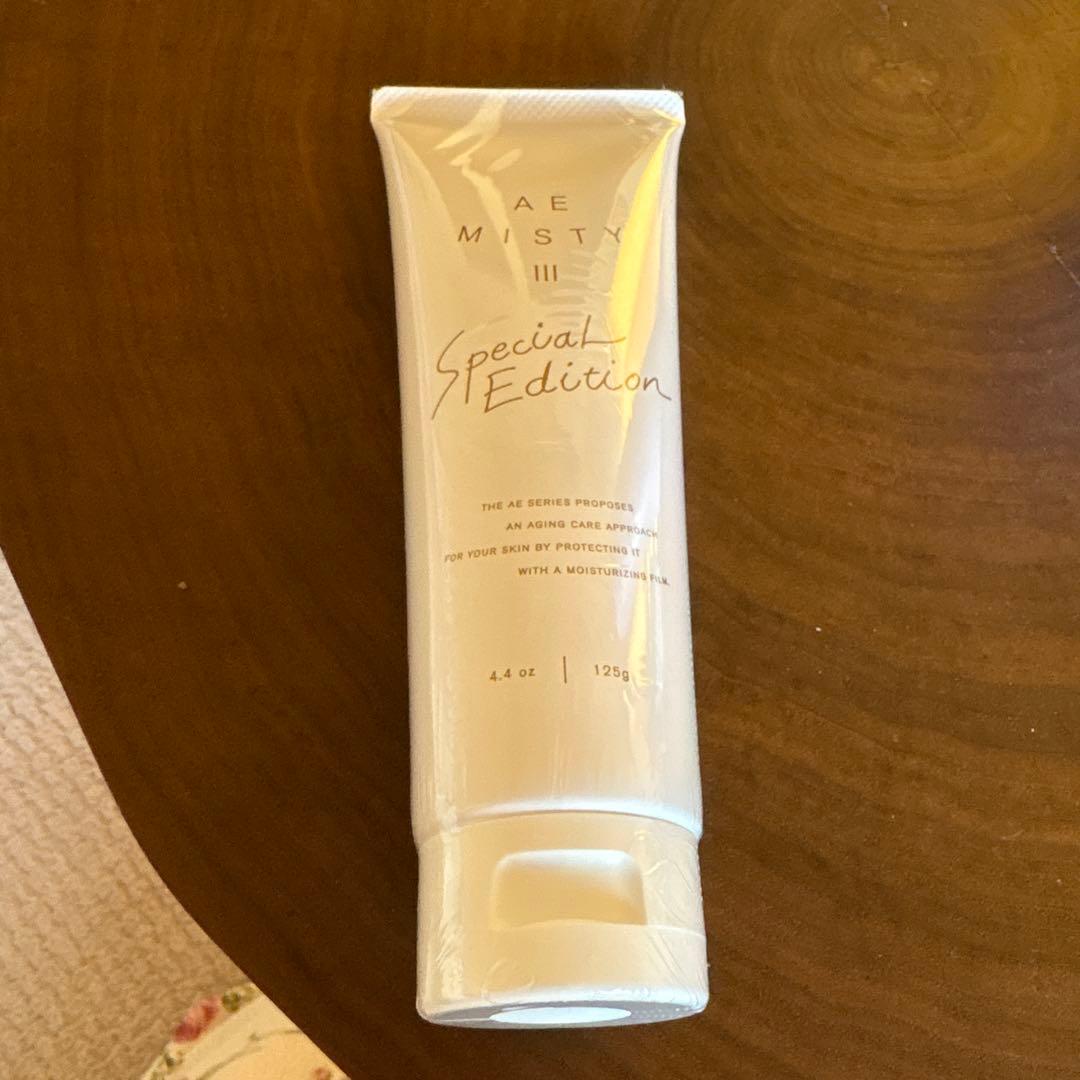 AE
MISTY
III
Special
Edition
THE AE SERIES PROPOSES
AN AGING CARE APPROACH
FOR YOUR SKIN BY PROTECTING IT
WITH A MOISTURIZING FILM.
4.4 oz | 125g